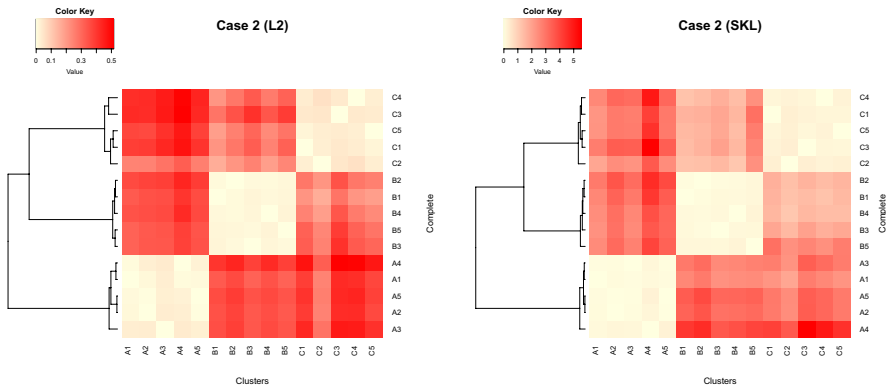 Color Key
0 0.1 0.3 0.5
Value
Case 2 (L2)
C4
C3
C5
C1
C2
B2
B1
B4
B5
B3
A4
A1
A5
A2
A3
Complete
A1 A2 A3 A4 A5 B1 B2 B3 B4 B5 C1 C2 C3 C4 C5
Clusters
Color Key
0 1 2 3 4 5
Value
Case 2 (SKL)
C4
C1
C5
C3
C2
B2
B1
B4
B3
B5
A3
A1
A5
A2
A4
Complete
A1 A2 A3 A4 A5 B1 B2 B3 B4 B5 C1 C2 C3 C4 C5
Clusters